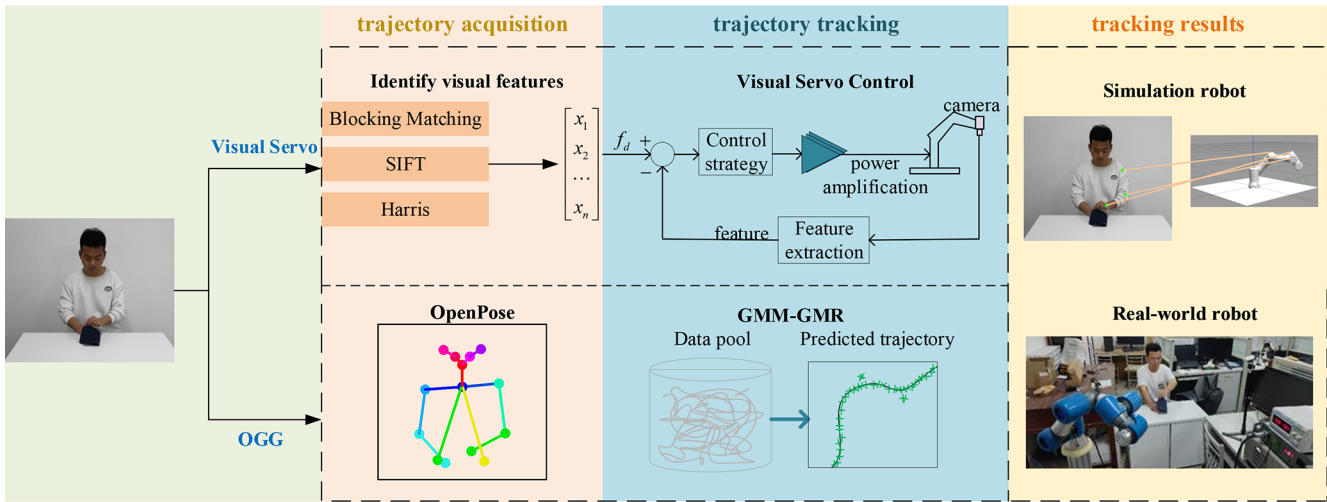 trajectory acquisition
trajectory tracking
tracking results
Identify visual features
Visual Servo Control
Simulation robot
Blocking Matching
SIFT
Harris
Visual Servo
x1
x2
...
xn
fd
+
−
Control
strategy
power
amplification
camera
feature
Feature
extraction
OGG
OpenPose
GMM-GMR
Data pool
Predicted trajectory
Real-world robot